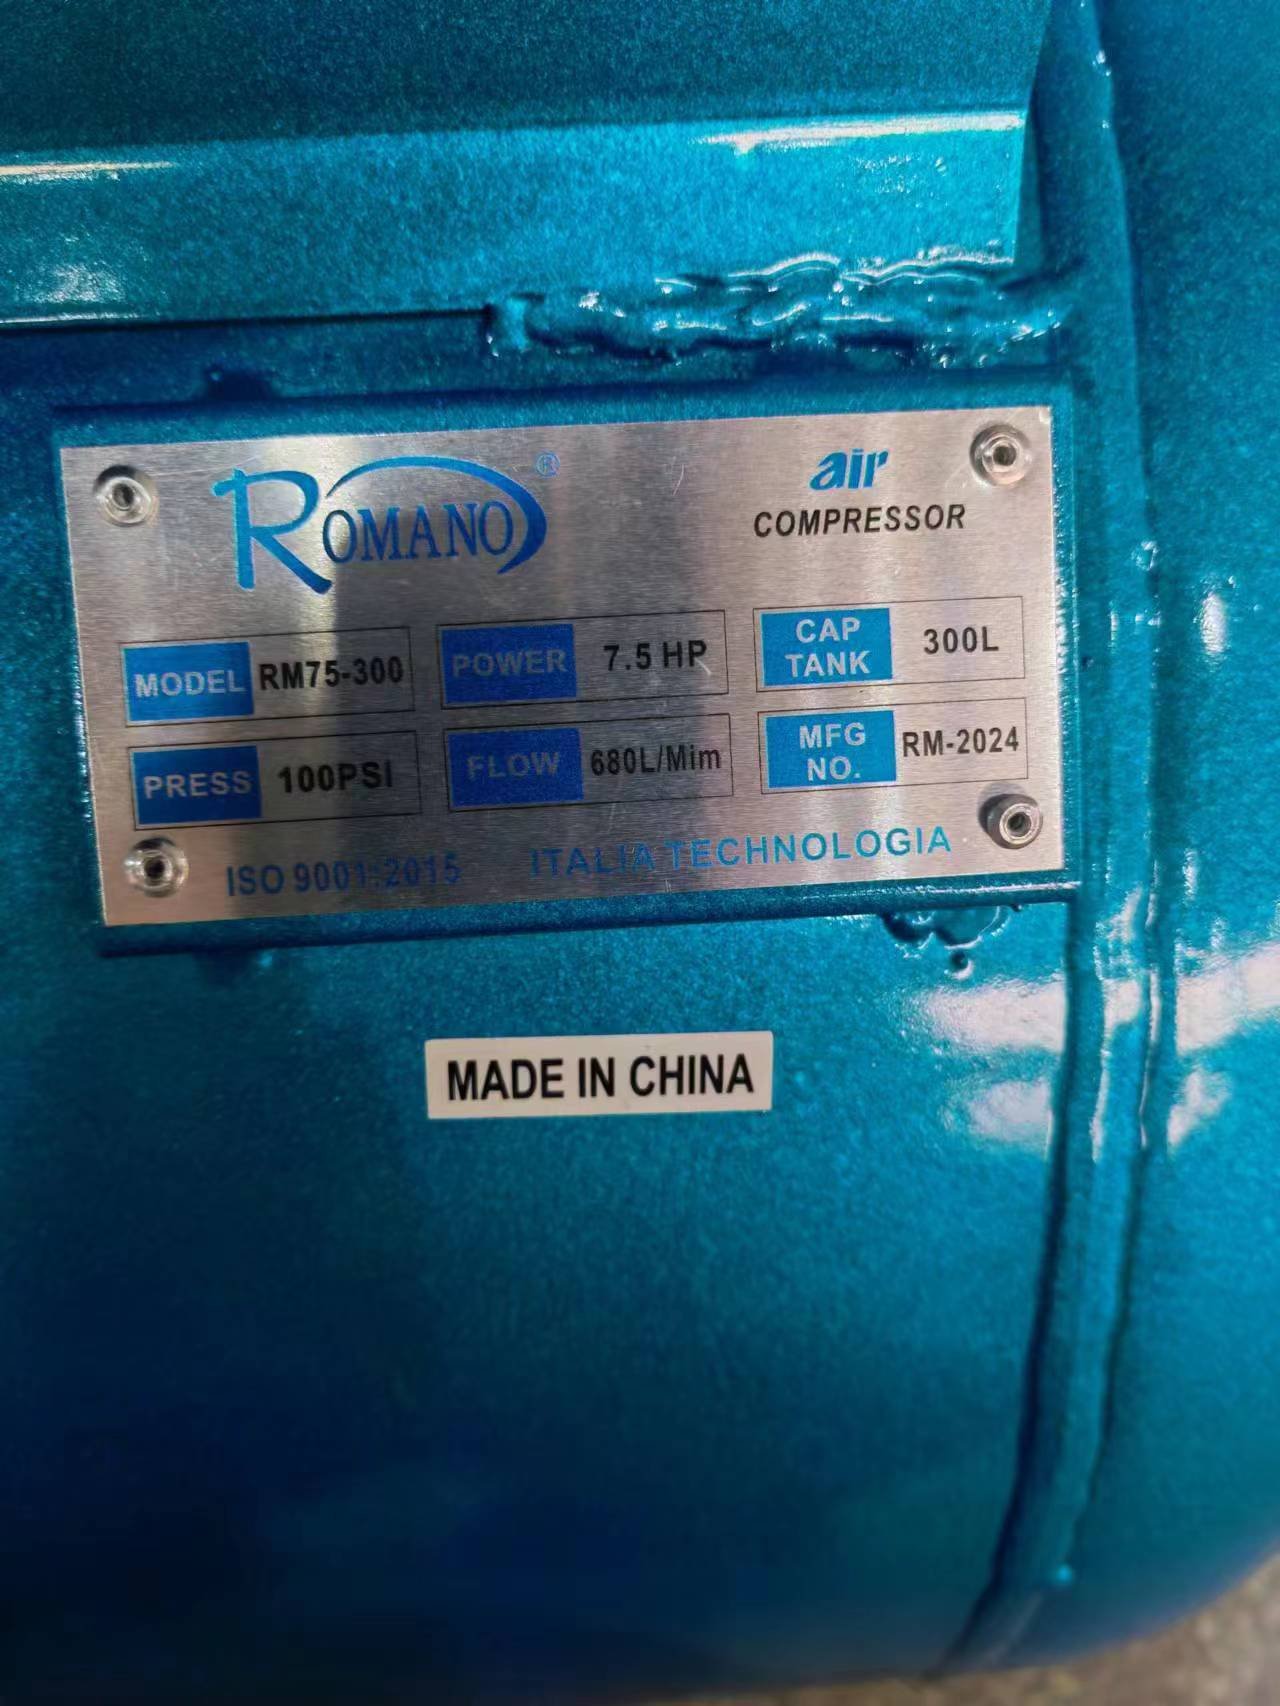 ROMANO®
air
COMPRESSOR
MODEL RM75-300
POWER 7.5 HP
CAP TANK 300L
PRESS 100PSI
FLOW 680L/Mim
MFG NO. RM-2024
ISO 9001:2015 ITALIA TECHNOLOGIA
MADE IN CHINA